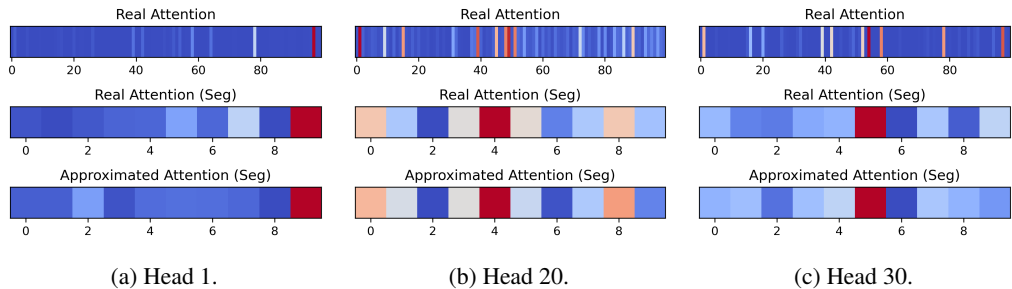 Real Attention
0 20 40 60 80
Real Attention (Seg)
0 2 4 6 8
Approximated Attention (Seg)
0 2 4 6 8
(a) Head 1.
Real Attention
0 20 40 60 80
Real Attention (Seg)
0 2 4 6 8
Approximated Attention (Seg)
0 2 4 6 8
(b) Head 20.
Real Attention
0 20 40 60 80
Real Attention (Seg)
0 2 4 6 8
Approximated Attention (Seg)
0 2 4 6 8
(c) Head 30.